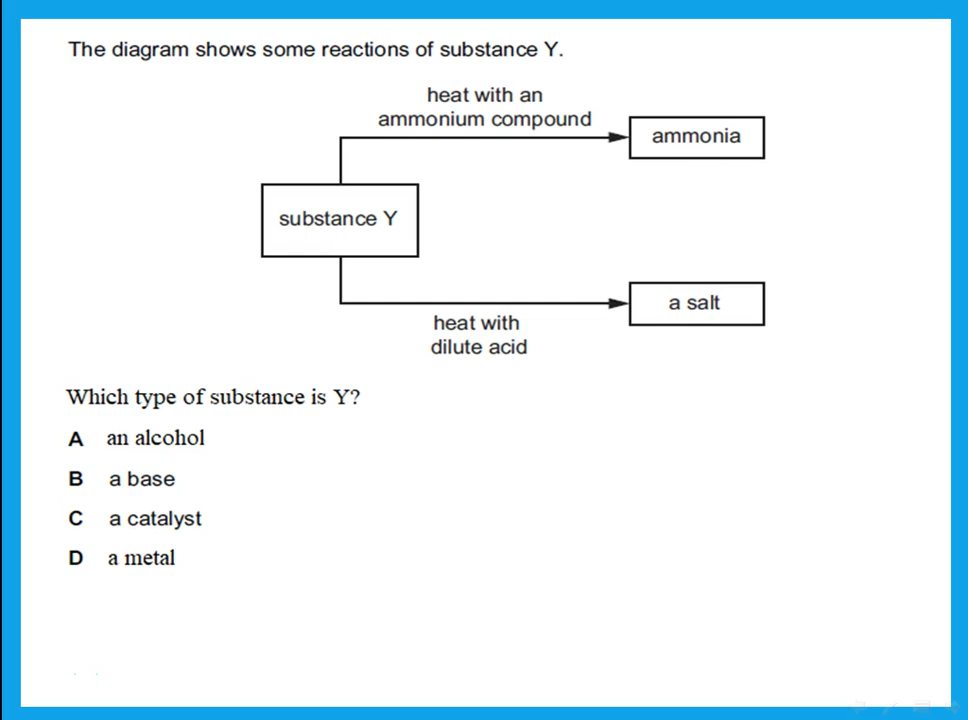 The diagram shows some reactions of substance Y.
heat with an
ammonium compound
ammonia
substance Y
a salt
heat with
dilute acid
Which type of substance is Y?
A an alcohol
B a base
C a catalyst
D a metal